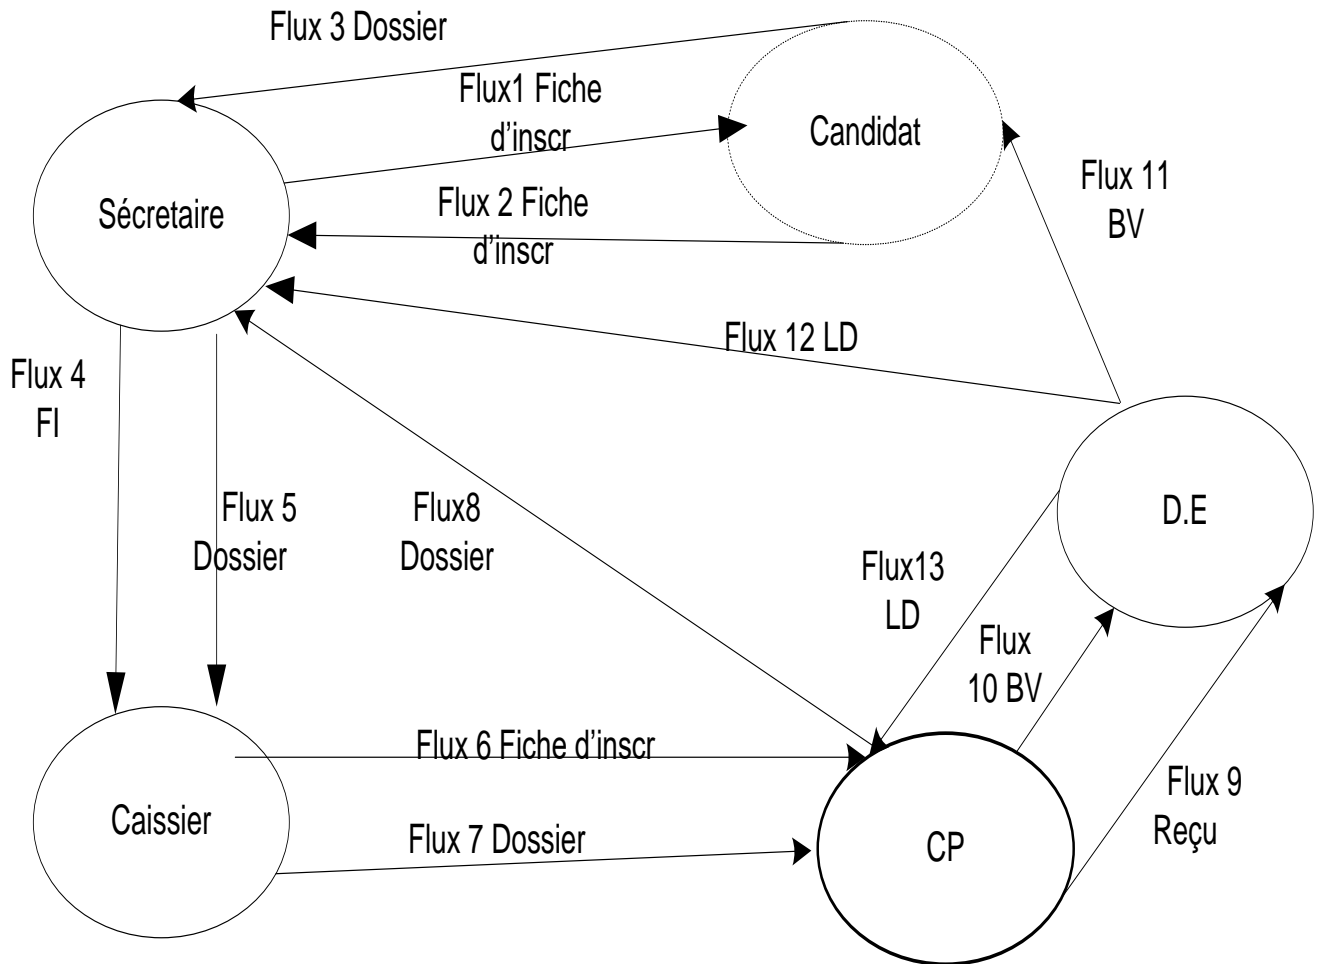 Flux 3 Dossier
Flux1 Fiche
d’inscr
Candidat
Flux 11
BV
Sécretaire
Flux 2 Fiche
d’inscr
Flux 12 LD
Flux 4
FI
Flux 5
Dossier
Flux8
Dossier
D.E
Flux13
LD
Flux
10 BV
Flux 6 Fiche d’inscr
Flux 9
Reçu
Caissier
Flux 7 Dossier
CP